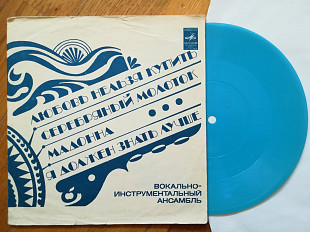 ЛЮБОВЬ НЕЛЬЗЯ КУПИТЬ
СЕРЕБРЯНЫЙ МОЛОТОК
МАДОННА
Я ДОЛЖЕН ЗНАТЬ ЛУЧШЕ
ВОКАЛЬНО-
ИНСТРУМЕНТАЛЬНЫЙ
АНСАМБЛЬ